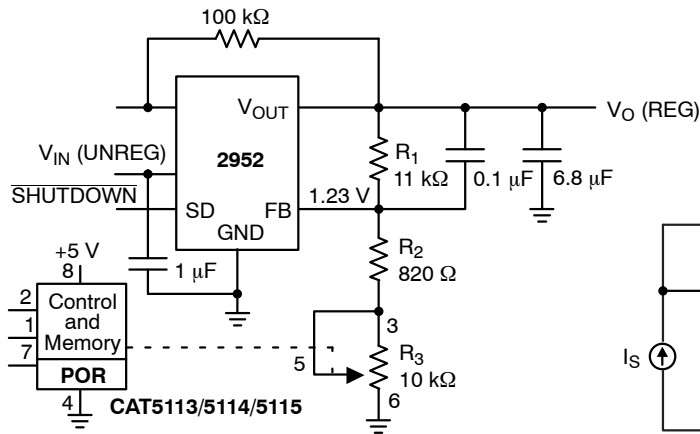 100 kΩ
V_OUT
V_O (REG)
V_IN (UNREG)
2952
R_1
11 kΩ
0.1 μF
6.8 μF
SHUTDOWN
SD
FB
1.23 V
GND
R_2
820 Ω
1 μF
+5 V
8
2
1
7
Control
and
Memory
POR
4
CAT5113/5114/5115
3
5
R_3
10 kΩ
6
I_S